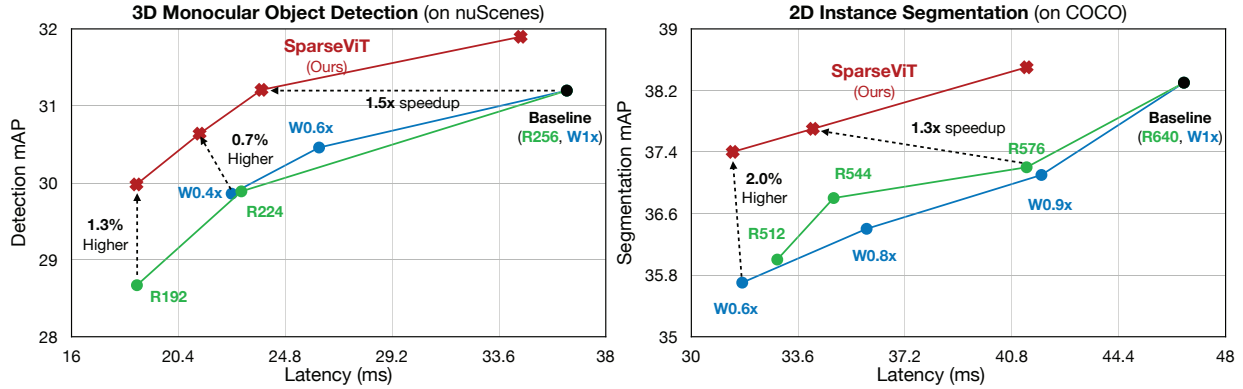 3D Monocular Object Detection (on nuScenes)
Detection mAP
32
31
30
29
28
16
20.4
24.8
29.2
33.6
38
Latency (ms)
SparseViT
(Ours)
1.5x speedup
W0.6x
Baseline
(R256, W1x)
0.7%
Higher
W0.4x
R224
1.3%
Higher
R192
2D Instance Segmentation (on COCO)
Segmentation mAP
39
38.2
37.4
36.6
35.8
35
30
33.6
37.2
40.8
44.4
48
Latency (ms)
SparseViT
(Ours)
1.3x speedup
Baseline
(R640, W1x)
R576
R544
2.0%
Higher
W0.9x
R512
W0.8x
W0.6x